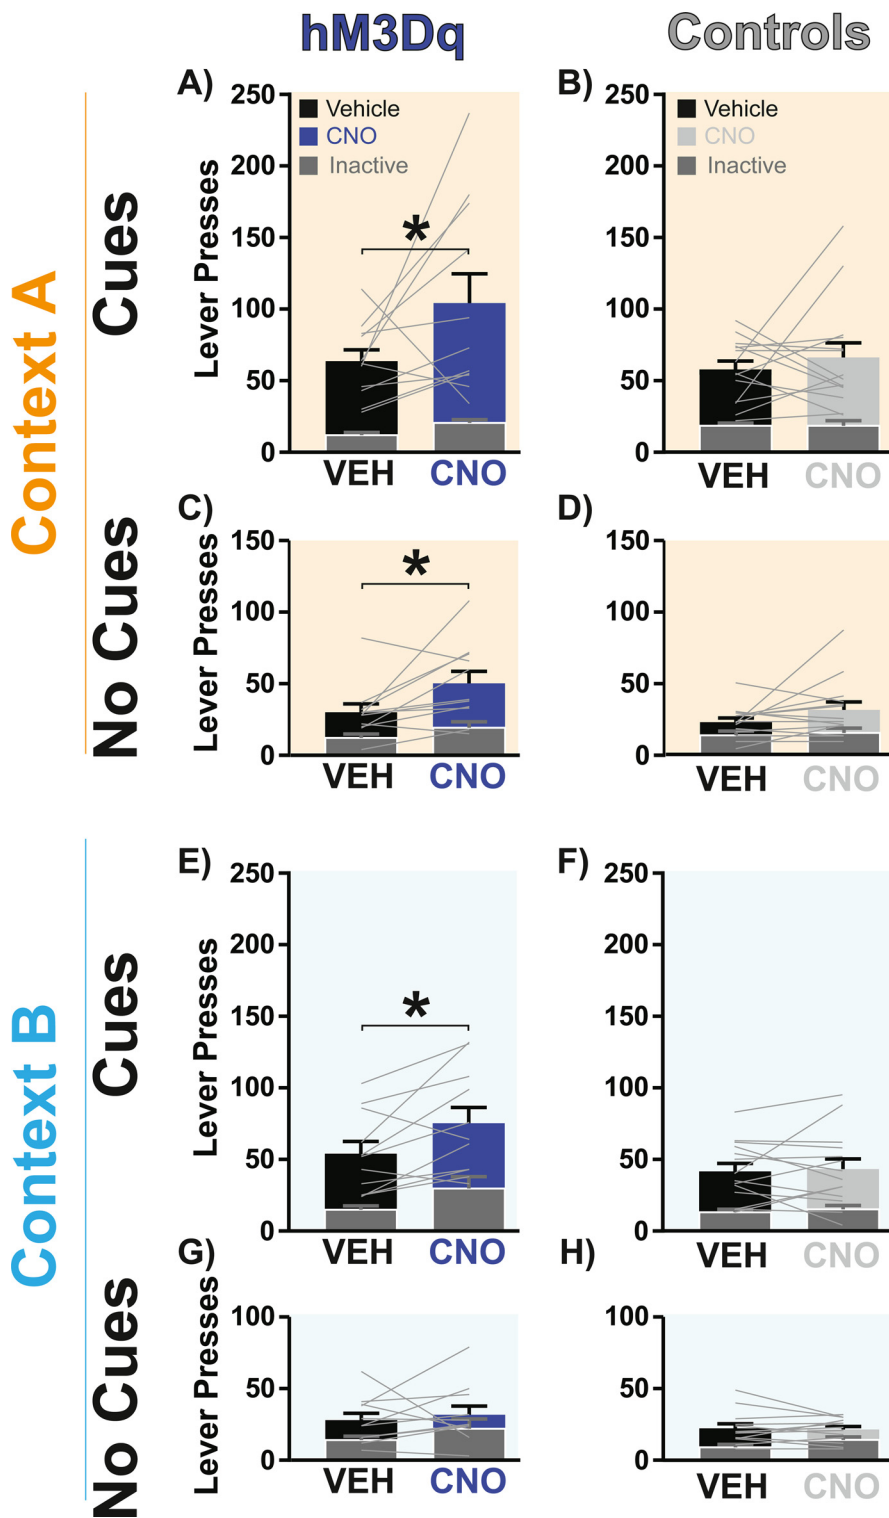 hM3Dq
Controls
Context A
Cues
A)
Lever Presses
250
200
150
100
50
0
Vehicle
CNO
Inactive
*
VEH
CNO
B)
250
200
150
100
50
0
Vehicle
CNO
Inactive
VEH
CNO
No Cues
C)
Lever Presses
150
100
50
0
*
VEH
CNO
D)
150
100
50
0
VEH
CNO
Context B
Cues
E)
Lever Presses
250
200
150
100
50
0
*
VEH
CNO
F)
250
200
150
100
50
0
VEH
CNO
No Cues
G)
Lever Presses
100
50
0
VEH
CNO
H)
100
50
0
VEH
CNO